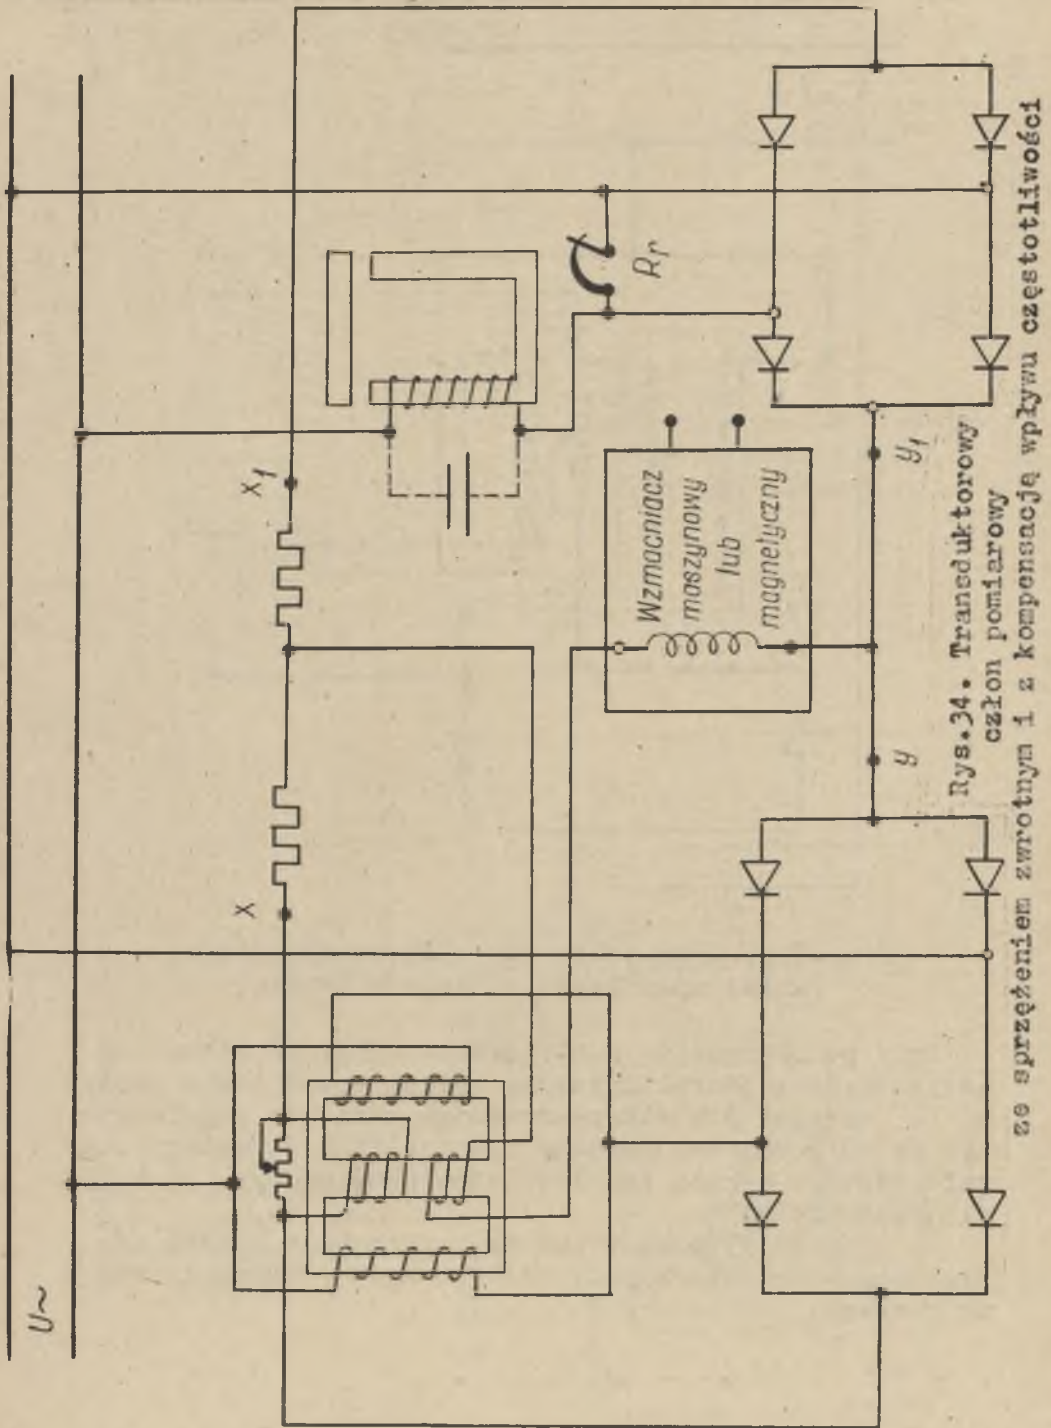 U~
X
X₁
Rᵣ
Wzmacniacz
maszynowy
lub
magnetyczny
y
y₁
Rys.34. Transduktorowy
człon pomiarowy
ze sprzężeniem zwrotnym i z kompensacją wpływu częstotliwości